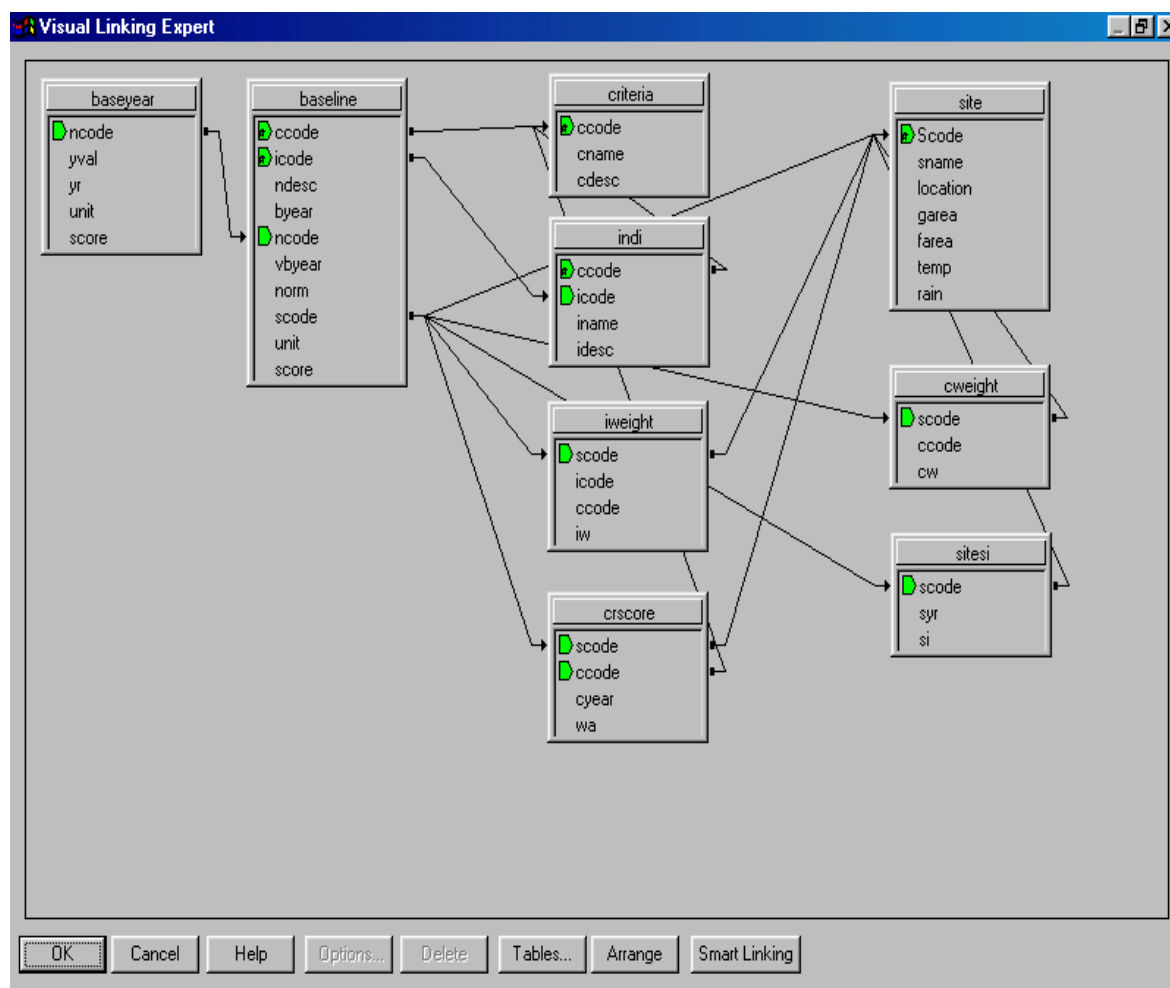 Visual Linking Expert
baseyear
ncode
yval
yr
unit
score
baseline
ccode
icode
ndesc
byear
ncode
vbyear
norm
scode
unit
score
criteria
ccode
cname
cdesc
indi
ccode
icode
iname
idesc
iweight
scode
icode
ccode
iw
crscore
scode
ccode
cyear
wa
site
Scode
sname
location
garea
farea
temp
rain
cweight
scode
ccode
cw
sitesi
scode
syr
si
OK Cancel Help Options... Delete Tables... Arrange Smart Linking